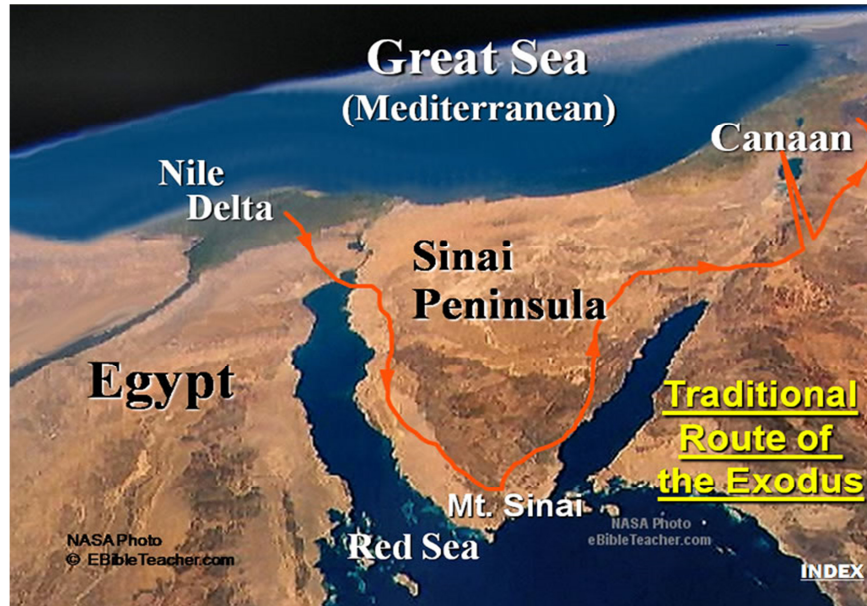 Great Sea
(Mediterranean)
Canaan
Nile
Delta
Sinai
Peninsula
Egypt
Traditional
Route of
the Exodus
Mt. Sinai
Red Sea
NASA Photo
© EBibleTeacher.com
NASA Photo
eBibleTeacher.com
INDEX